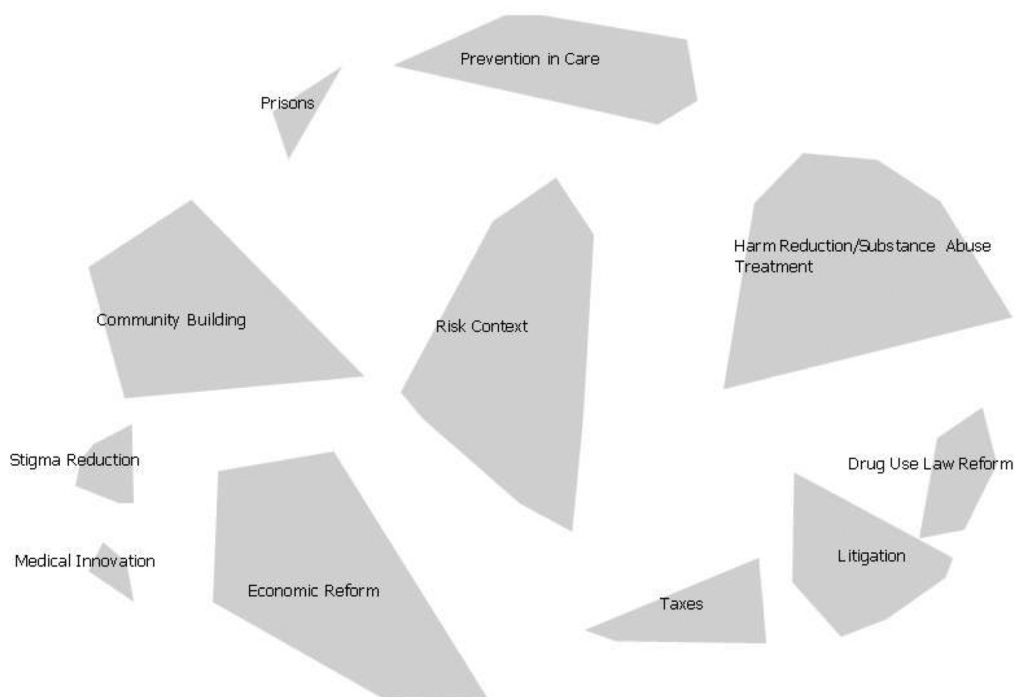 Prevention in Care
Prisons
Harm Reduction/Substance Abuse
Treatment
Community Building
Risk Context
Stigma Reduction
Drug Use Law Reform
Medical Innovation
Litigation
Economic Reform
Taxes